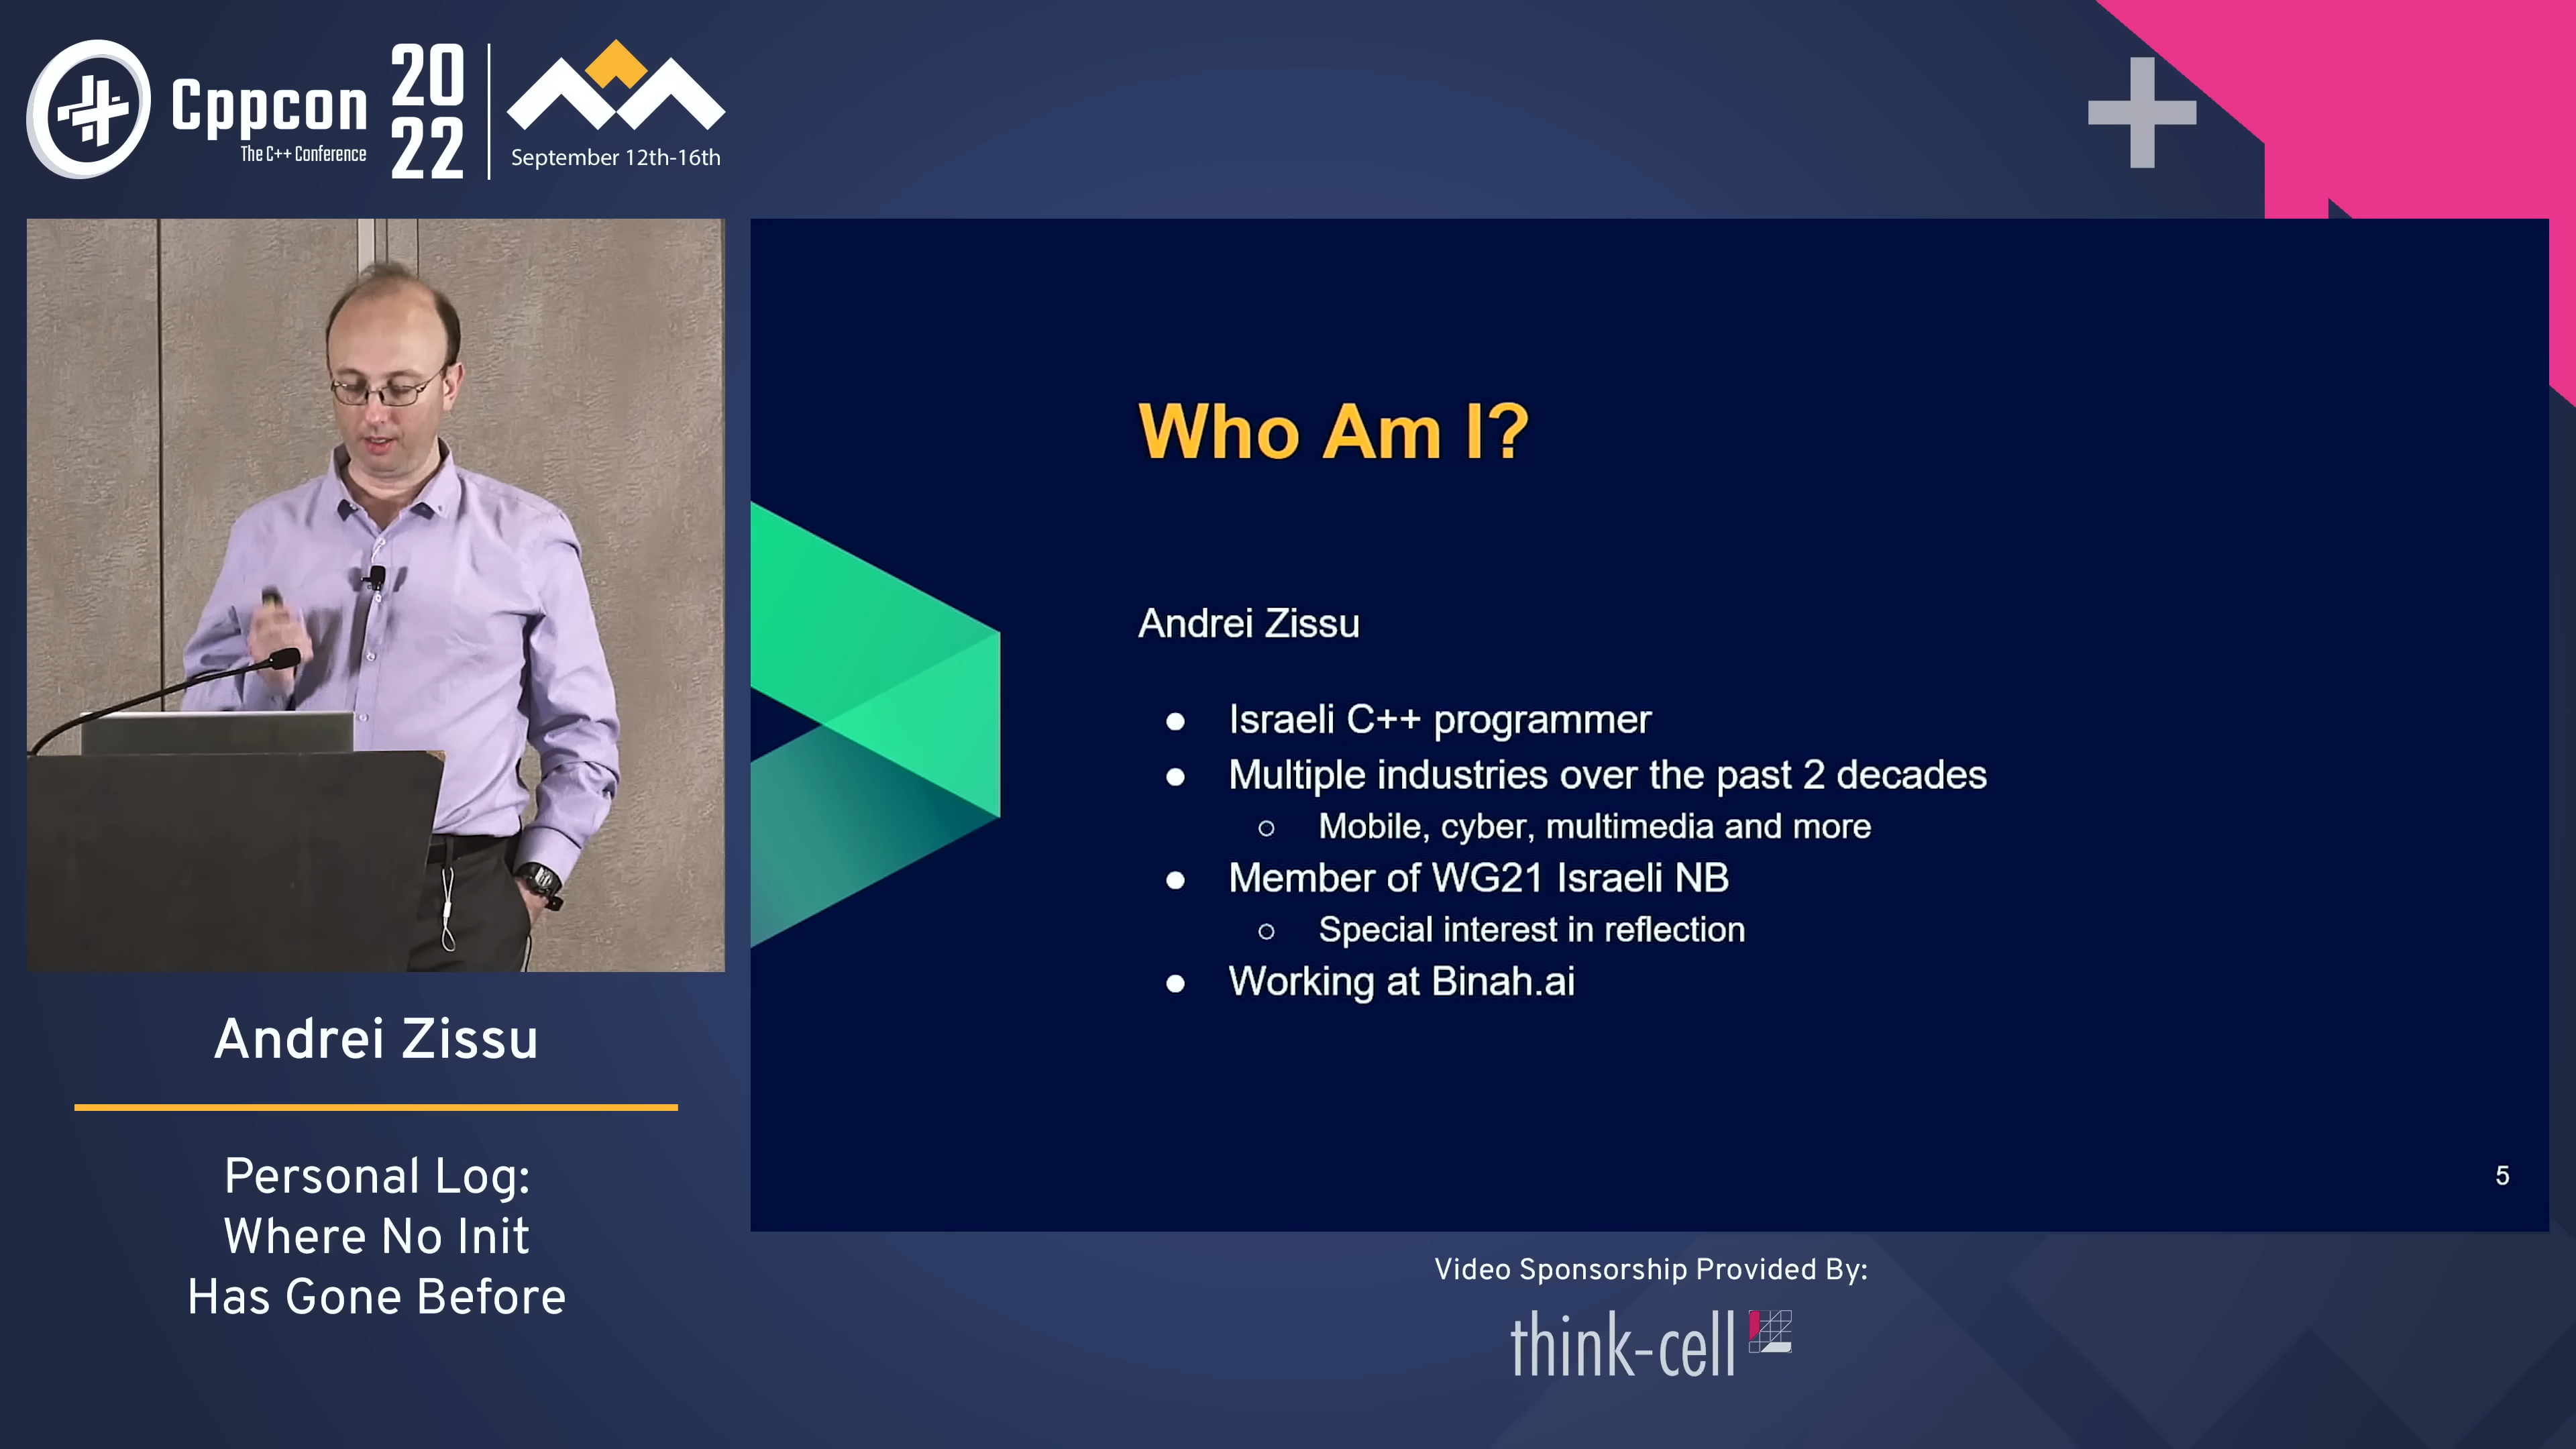 Cppcon
The C++ Conference
20
22
September 12th-16th
Who Am I?
Andrei Zissu
● Israeli C++ programmer
● Multiple industries over the past 2 decades
○ Mobile, cyber, multimedia and more
● Member of WG21 Israeli NB
○ Special interest in reflection
● Working at Binah.ai
5
Andrei Zissu
Personal Log:
Where No Init
Has Gone Before
Video Sponsorship Provided By:
think-cell